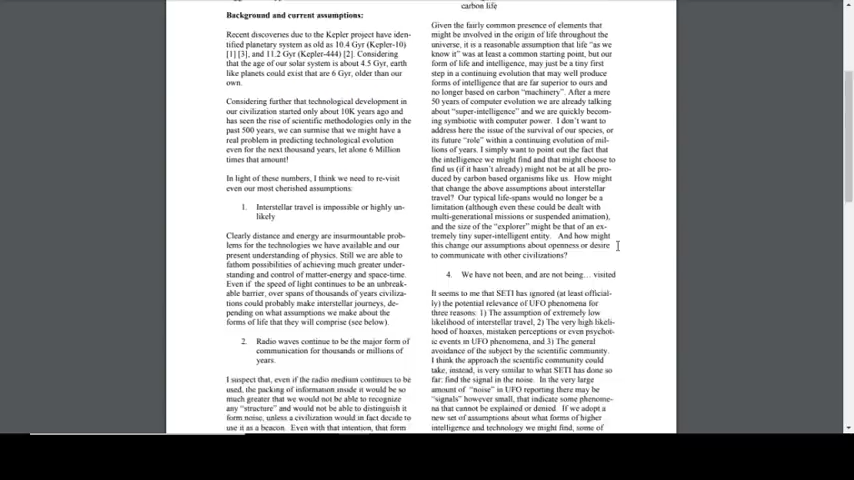 Background and current assumptions:
Recent discoveries due to the Kepler project have iden-
tified planetary system as old as 10.4 Gyr (Kepler-10)
[1] [3], and 11.2 Gyr (Kepler-444) [2]. Considering
that the age of our solar system is about 4.5 Gyr, earth
like planets could exist that are 6 Gyr, older than our
own.
Considering further that technological development in
our civilization started only about 10K years ago and
has seen the rise of scientific methodologies only in the
past 500 years, we can surmise that we might have a
real problem in predicting technological evolution
even for the next thousand years, let alone 6 Million
times that amount!
In light of these numbers, I think we need to re-visit
even our most cherished assumptions:
1. Interstellar travel is impossible or highly un-
likely
Clearly distance and energy are insurmountable prob-
lems for the technologies we have available and our
present understanding of physics. Still we are able to
fathom possibilities of achieving much greater under-
standing and control of matter-energy and space-time.
Even if the speed of light continues to be an unbreak-
able barrier, over spans of thousands of years civiliza-
tions could probably make interstellar journeys, de-
pending on what assumptions we make about the
forms of life that they will comprise (see below).
2. Radio waves continue to be the major form of
communication for thousands or millions of
years.
I suspect that, even if the radio medium continues to be
used, the packing of information inside it would be so
much greater that we would not be able to recognize
any "structure" and would not be able to distinguish it
form noise, unless a civilization would in fact decide to
use it as a beacon. Even with that intention, that form
carbon life
Given the fairly common presence of elements that
might be involved in the origin of life throughout the
universe, it is a reasonable assumption that life "as we
know it" was at least a common starting point, but our
form of life and intelligence, may just be a tiny first
step in a continuing evolution that may well produce
forms of intelligence that are far superior to ours and
no longer based on carbon "machinery". After a mere
50 years of computer evolution we are already talking
about "super-intelligence" and we are quickly becom-
ing symbiotic with computer power. I don't want to
address here the issue of the survival of our species, or
its future "role" within a continuing evolution of mil-
lions of years. I simply want to point out the fact that
the intelligence we might find and that might choose to
find us (if it hasn't already) might not be at all be pro-
duced by carbon based organisms like us. How might
that change the above assumptions about interstellar
travel? Our typical life-spans would no longer be a
limitation (although even these could be dealt with
multi-generational missions or suspended animation),
and the size of the "explorer" might be that of an ex-
tremely tiny super-intelligent entity. And how might
this change our assumptions about openness or desire
to communicate with other civilizations?
4. We have not been, and are not being... visited
It seems to me that SETI has ignored (at least official-
ly) the potential relevance of UFO phenomena for
three reasons: 1) The assumption of extremely low
likelihood of interstellar travel, 2) The very high likeli-
hood of hoaxes, mistaken perceptions or even psychot-
ic events in UFO phenomena, and 3) The general
avoidance of the subject by the scientific community.
I think the approach the scientific community could
take, instead, is very similar to what SETI has done so
far: find the signal in the noise. In the very large
amount of "noise" in UFO reporting there may be
"signals" however small, that indicate some phenome-
na that cannot be explained or denied. If we adopt a
new set of assumptions about what forms of higher
intelligence and technology we might find, some of